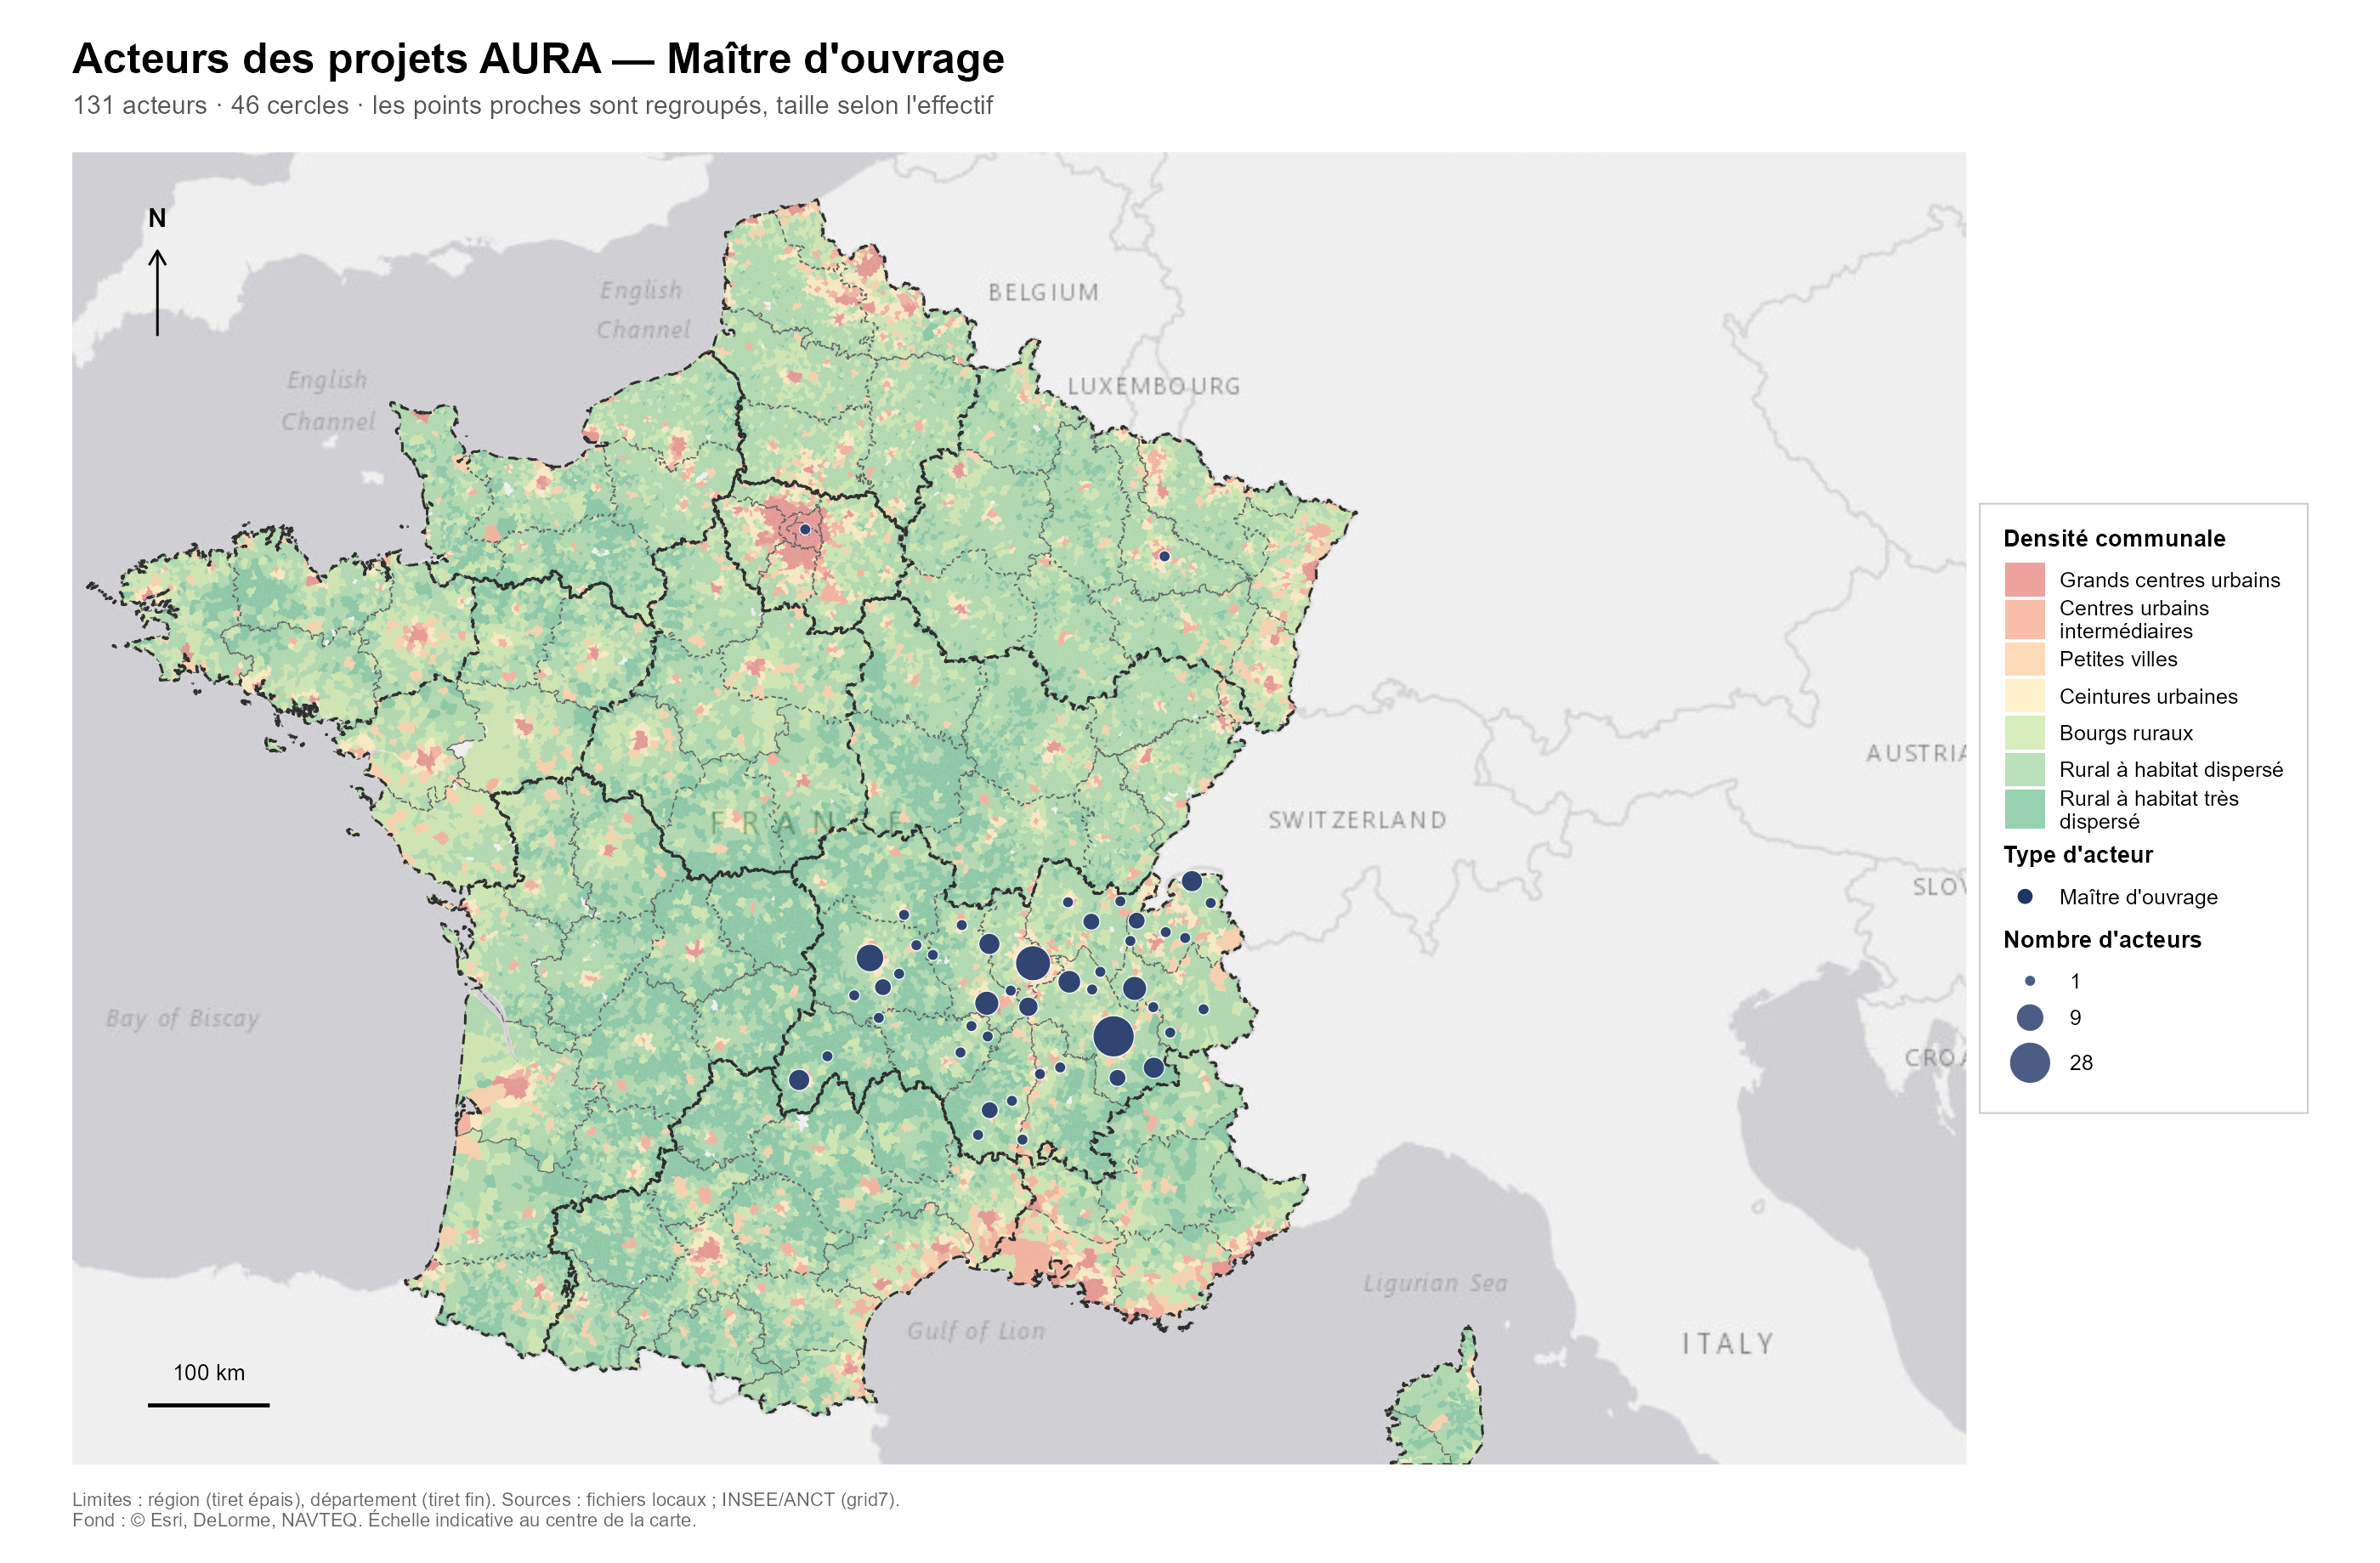 Acteurs des projets AURA — Maître d'ouvrage
131 acteurs · 46 cercles · les points proches sont regroupés, taille selon l'effectif
N
English
Channel
BELGIUM
English
Channel
LUXEMBOURG
FRANCE
SWITZERLAND
AUSTRIA
SLOV
CROA
Bay of Biscay
Ligurian Sea
Gulf of Lion
ITALY
100 km
Densité communale
Grands centres urbains
Centres urbains
intermédiaires
Petites villes
Ceintures urbaines
Bourgs ruraux
Rural à habitat dispersé
Rural à habitat très
dispersé
Type d'acteur
Maître d'ouvrage
Nombre d'acteurs
1
9
28
Limites : région (tiret épais), département (tiret fin). Sources : fichiers locaux ; INSEE/ANCT (grid7).
Fond : © Esri, DeLorme, NAVTEQ. Échelle indicative au centre de la carte.